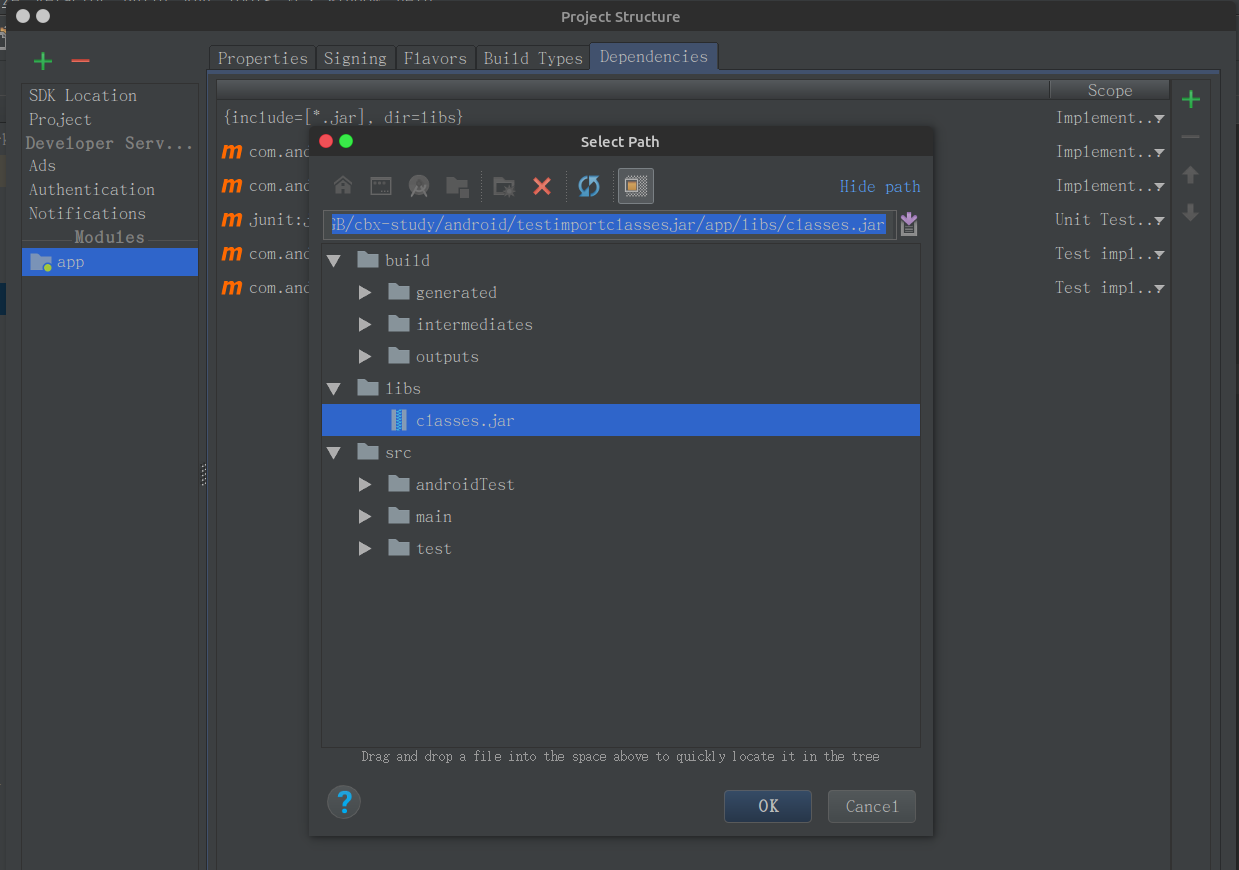 Project Structure
Properties Signing Flavors Build Types Dependencies
SDK Location
Project
Developer Serv...
Ads
Authentication
Notifications
Modules
app
Scope
{include=[*.jar], dir=libs} Implement..
m com.and Implement..
m com.and Implement..
m junit: Unit Test..
m com.and Test impl..
m com.and Test impl..
Select Path
Hide path
GB/cbx-study/android/testimportclassesjar/app/libs/classes.jar
build
generated
intermediates
outputs
libs
classes.jar
src
androidTest
main
test
Drag and drop a file into the space above to quickly locate it in the tree
?
OK Cancel